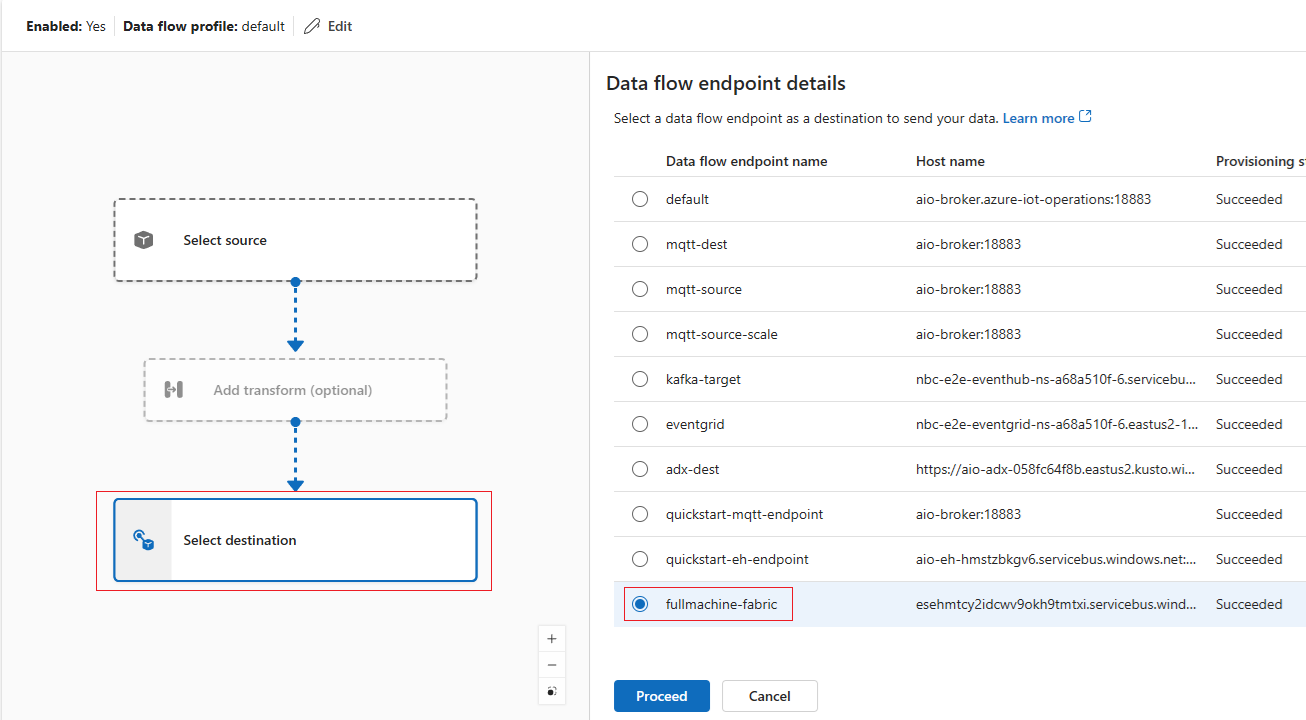 Enabled: Yes Data flow profile: default Edit
Select source
Add transform (optional)
Select destination
Data flow endpoint details
Select a data flow endpoint as a destination to send your data. Learn more
Data flow endpoint name Host name Provisioning s
default aio-broker.azure-iot-operations:18883 Succeeded
mqtt-dest aio-broker:18883 Succeeded
mqtt-source aio-broker:18883 Succeeded
mqtt-source-scale aio-broker:18883 Succeeded
kafka-target nbc-e2e-eventhub-ns-a68a510f-6.servicebu... Succeeded
eventgrid nbc-e2e-eventgrid-ns-a68a510f-6.eastus2-1... Succeeded
adx-dest https://aio-adx-058fc64f8b.eastus2.kusto.wi... Succeeded
quickstart-mqtt-endpoint aio-broker:18883 Succeeded
quickstart-eh-endpoint aio-eh-hmstzbkgv6.servicebus.windows.net:... Succeeded
fullmachine-fabric esehmtcy2idcwv9okh9tmtxi.servicebus.wind... Succeeded
Proceed Cancel